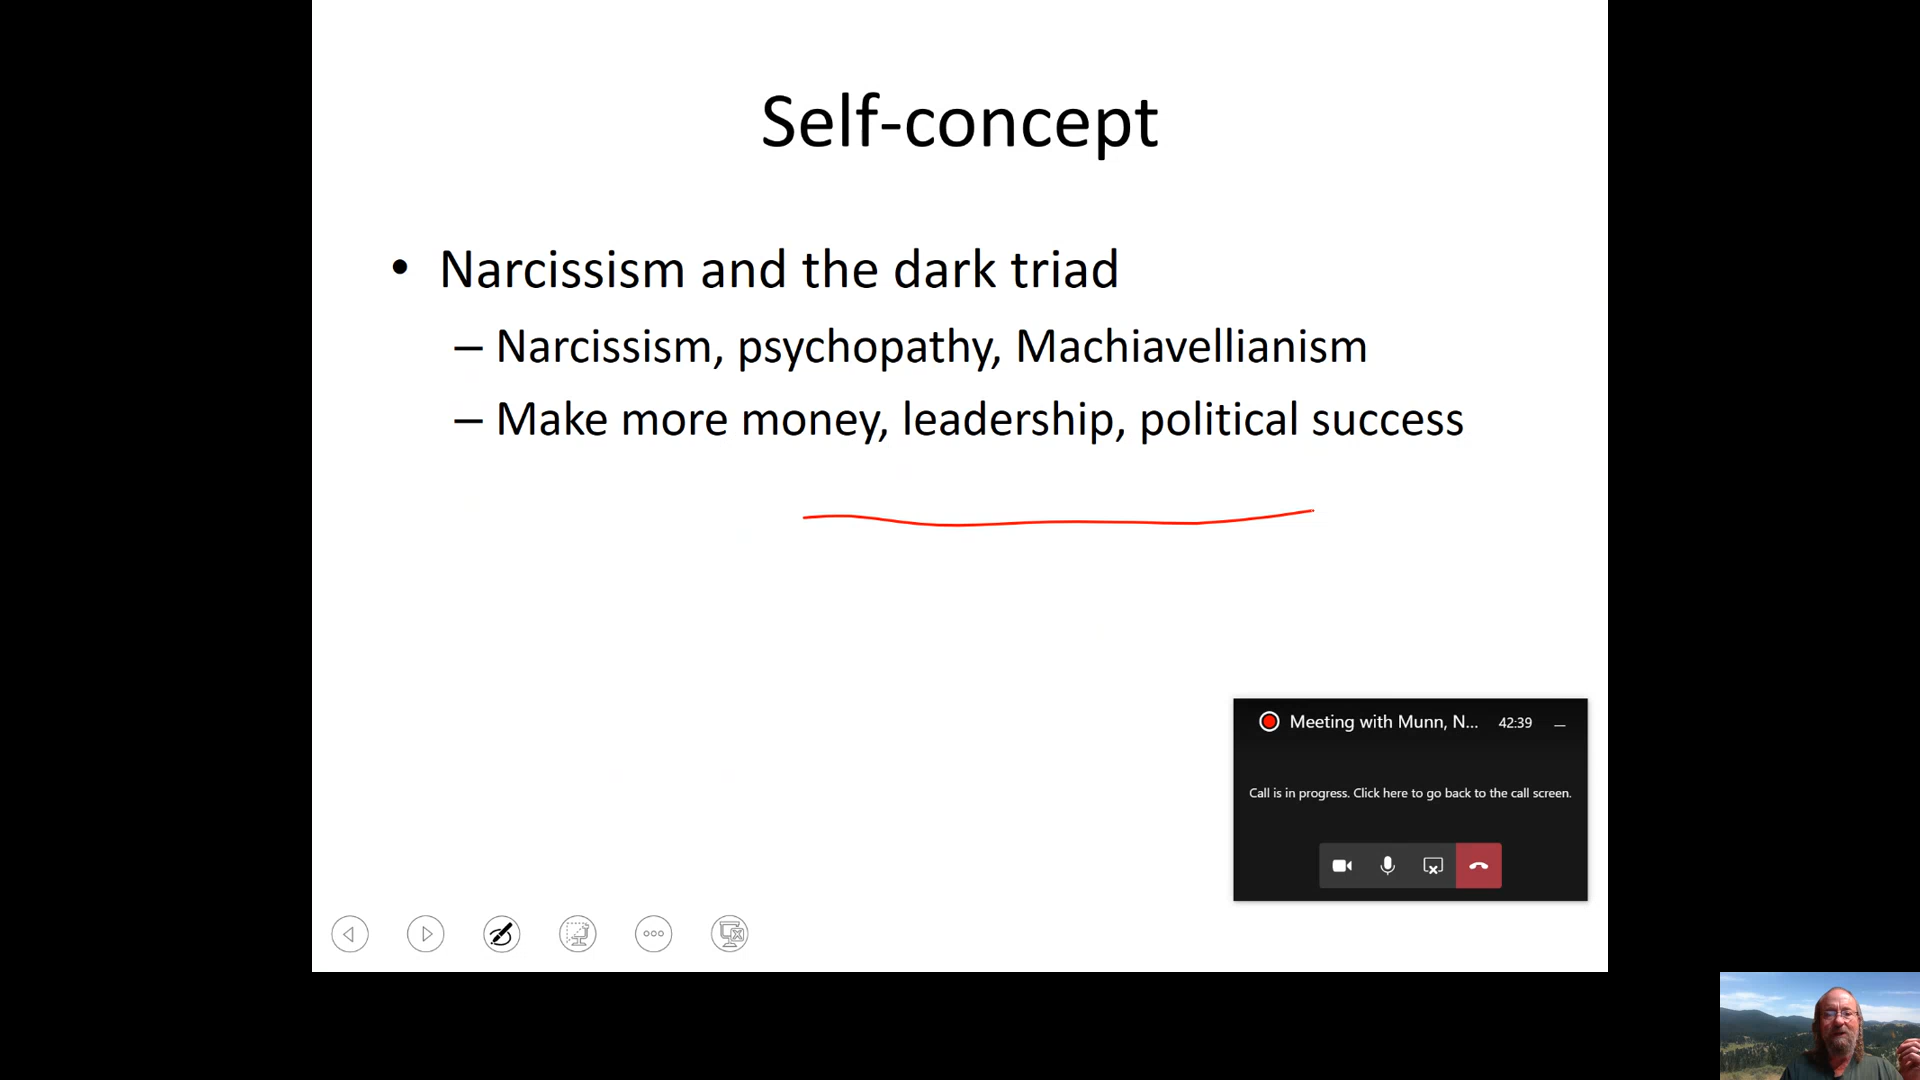 Self-concept
• Narcissism and the dark triad
– Narcissism, psychopathy, Machiavellianism
– Make more money, leadership, political success
Meeting with Munn, N... 42:39
Call is in progress. Click here to go back to the call screen.